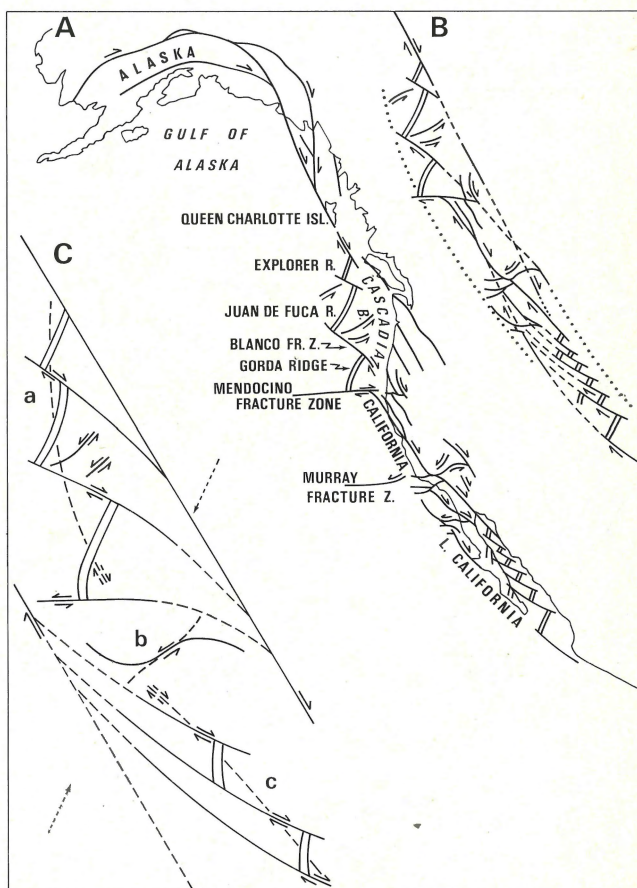 A
B
ALASKA
GULF OF
ALASKA
QUEEN CHARLOTTE ISL.
C
EXPLORER R.
CASCADIA
B.
JUAN DE FUCA R.
BLANCO FR. Z.
GORDA RIDGE
a
MENDOCINO
FRACTURE ZONE
CALIFORNIA
MURRAY
FRACTURE Z.
L. CALIFORNIA
b
c